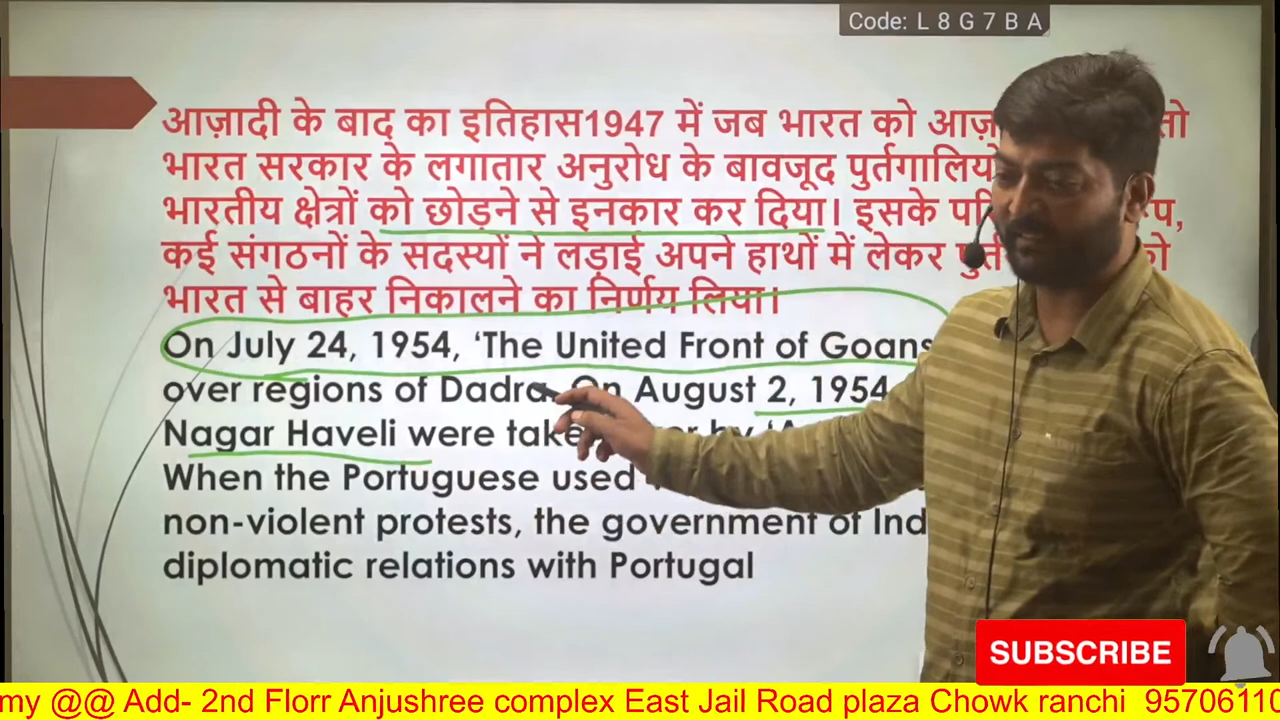 Code: L 8 G 7 B A
आज़ादी के बाद का इतिहास1947 में जब भारत को तो
भारत सरकार के लगातार अनुरोध के बावजूद
भारतीय क्षेत्रों को छोड़ने से इनकार कर दिया। इसके
कई संगठनों के सदस्यों ने लड़ाई अपने हाथों में लेकर को
भारत से बाहर निकालने का निर्णय लिया।
On July 24, 1954, ‘The United Front of Goans
over regions of Dadra. On August 2, 1954
Nagar Haveli were by
When the Portuguese used
non-violent protests, the government of
diplomatic relations with Portugal
SUBSCRIBE
my @@ Add- 2nd Florr Anjushree complex East Jail Road plaza Chowk ranchi 95706110